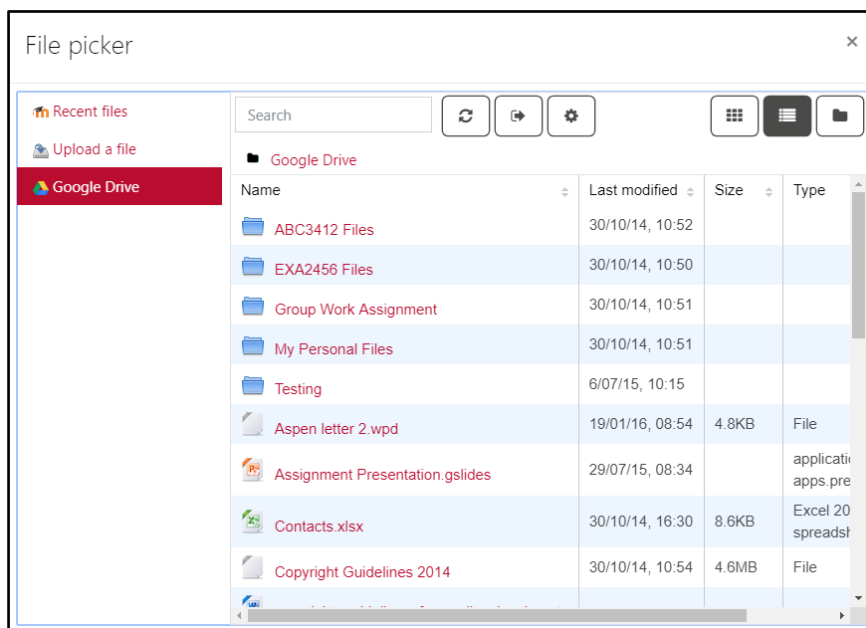 File picker
×
Recent files
Upload a file
Google Drive
Search
Google Drive
Name Last modified Size Type
ABC3412 Files 30/10/14, 10:52
EXA2456 Files 30/10/14, 10:50
Group Work Assignment 30/10/14, 10:51
My Personal Files 30/10/14, 10:51
Testing 6/07/15, 10:15
Aspen letter 2.wpd 19/01/16, 08:54 4.8KB File
Assignment Presentation.gslides 29/07/15, 08:34 applicati
apps.pre
Contacts.xlsx 30/10/14, 16:30 8.6KB Excel 20
spreadsh
Copyright Guidelines 2014 30/10/14, 10:54 4.6MB File